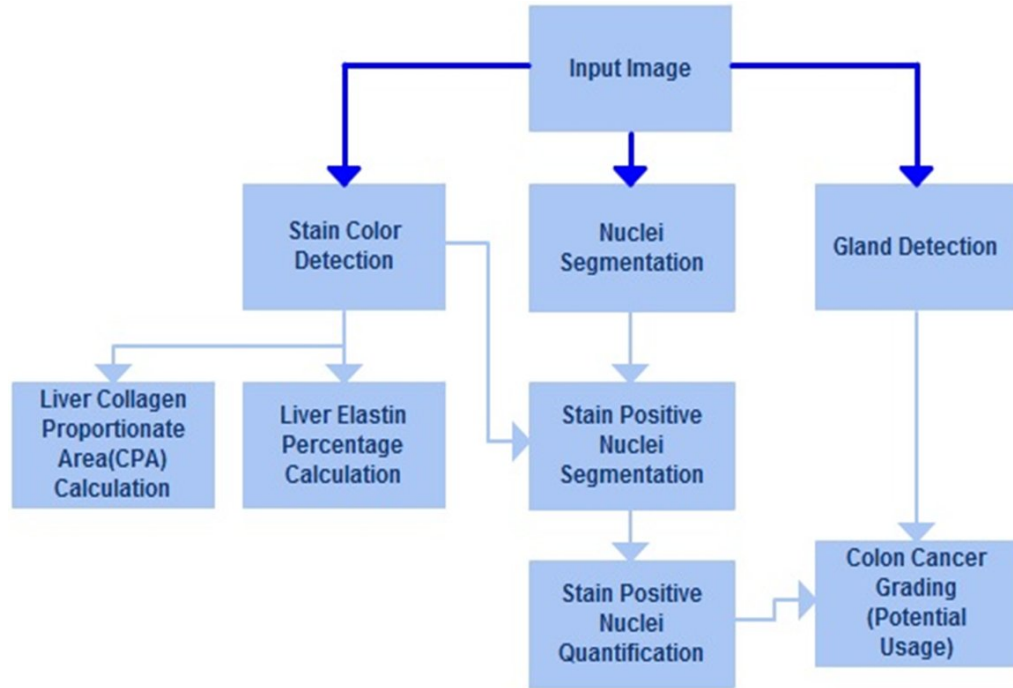 Input Image
Stain Color
Detection
Nuclei
Segmentation
Gland Detection
Liver Collagen
Proportionate
Area(CPA)
Calculation
Liver Elastin
Percentage
Calculation
Stain Positive
Nuclei
Segmentation
Stain Positive
Nuclei
Quantification
Colon Cancer
Grading
(Potential
Usage)